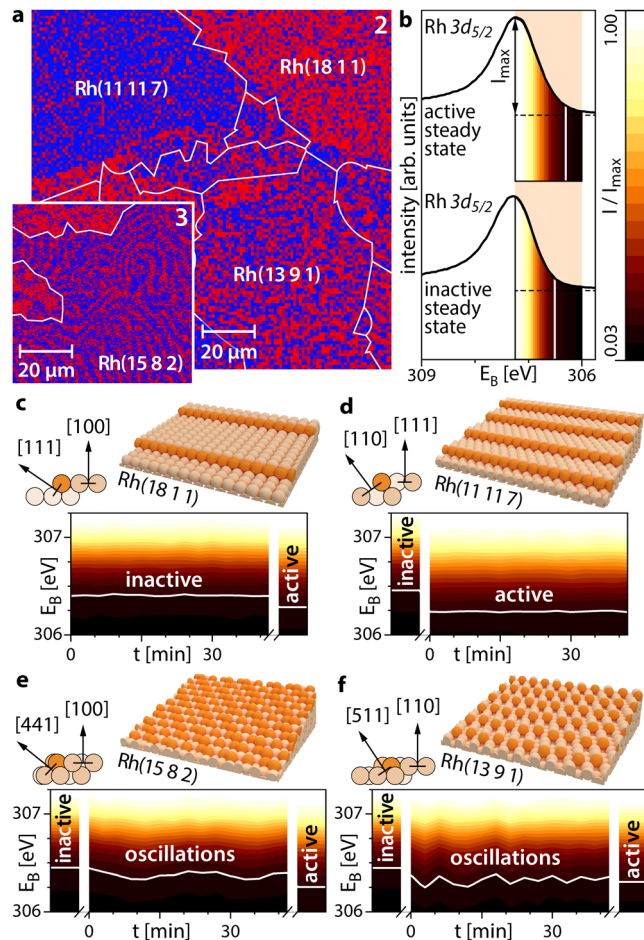 a
2
Rh(11 11 7)
Rh(18 1 1)
3
Rh(13 9 1)
20 µm
20 µm
Rh(15 8 2)
b
Rh 3d5/2
Imax
active
steady
state
Rh 3d5/2
inactive
steady
state
intensity [arb. units]
309
EB [eV]
306
1.00
I / Imax
0.03
c
[111]
[100]
Rh(18 1 1)
307
EB [eV]
306
inactive
active
0
30
t [min]
d
[110]
[111]
Rh(11 11 7)
307
EB [eV]
306
inactive
active
0
30
t [min]
e
[441]
[100]
Rh(15 8 2)
307
EB [eV]
306
inactive
oscillations
active
0
30
t [min]
f
[511]
[110]
Rh(13 9 1)
307
EB [eV]
306
inactive
oscillations
active
0
30
t [min]